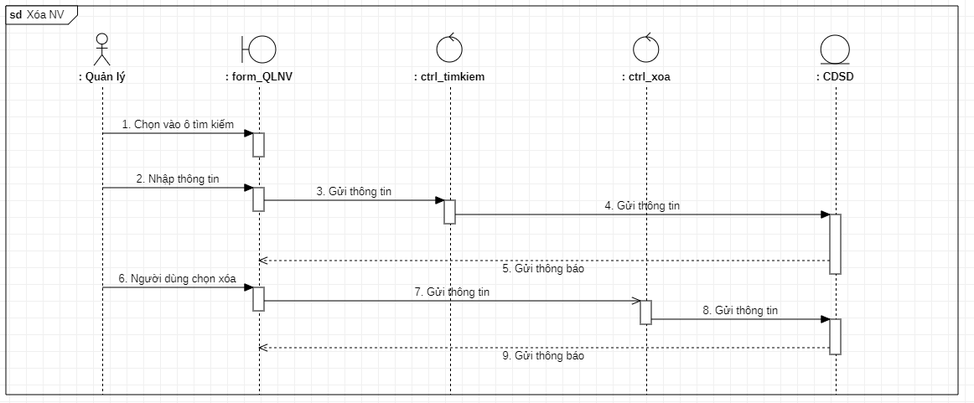 sd Xóa NV
: Quản lý
: form_QLNV
: ctrl_timkiem
: ctrl_xoa
: CDSD
1. Chọn vào ô tìm kiếm
2. Nhập thông tin
3. Gửi thông tin
4. Gửi thông tin
5. Gửi thông báo
6. Người dùng chọn xóa
7. Gửi thông tin
8. Gửi thông tin
9. Gửi thông báo